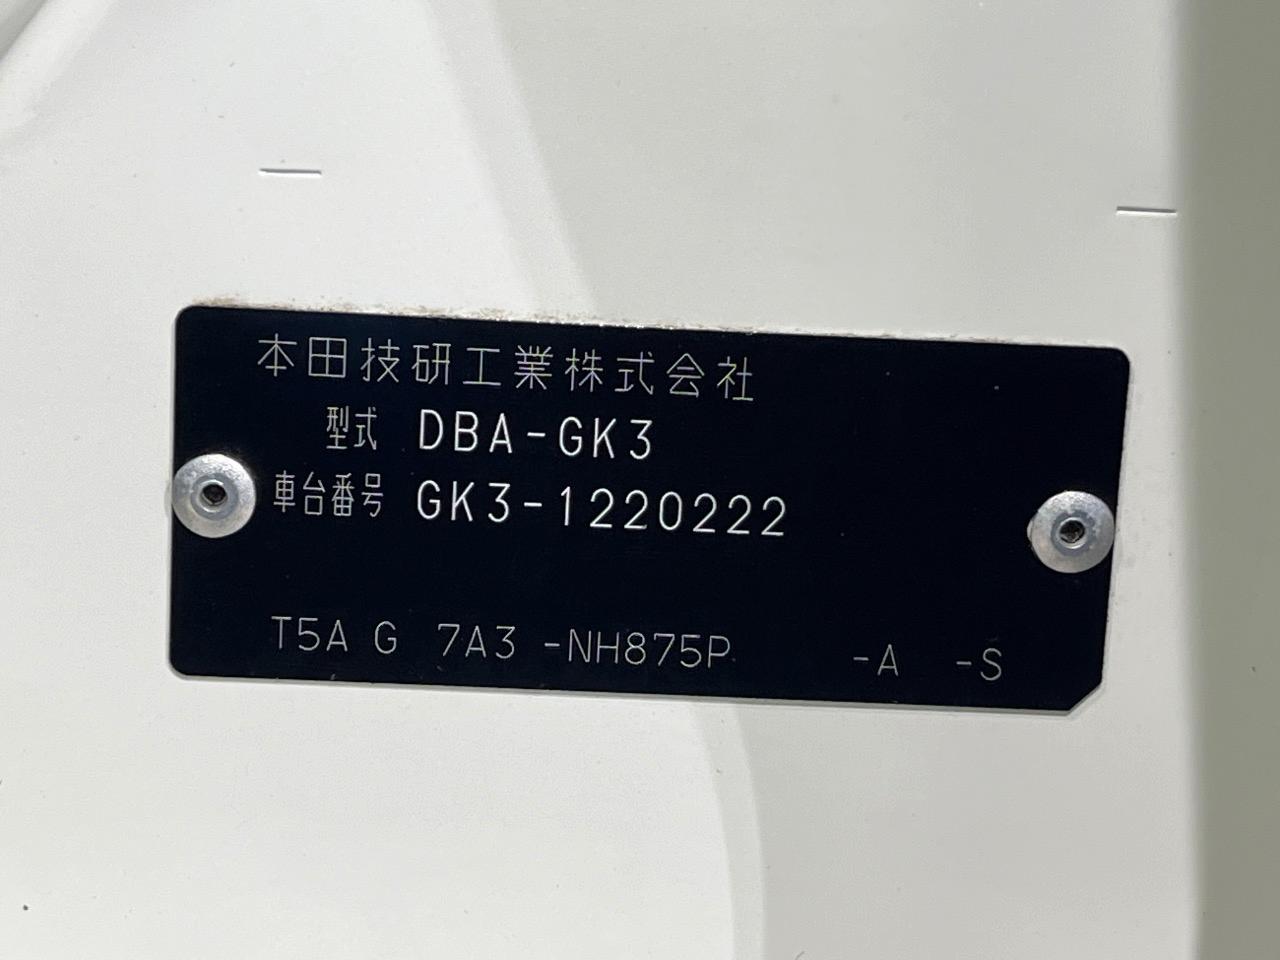 本田技研工業株式会社
型式 DBA-GK3
車台番号 GK3-1220222
T5A G 7A3 -NH875P -A -S